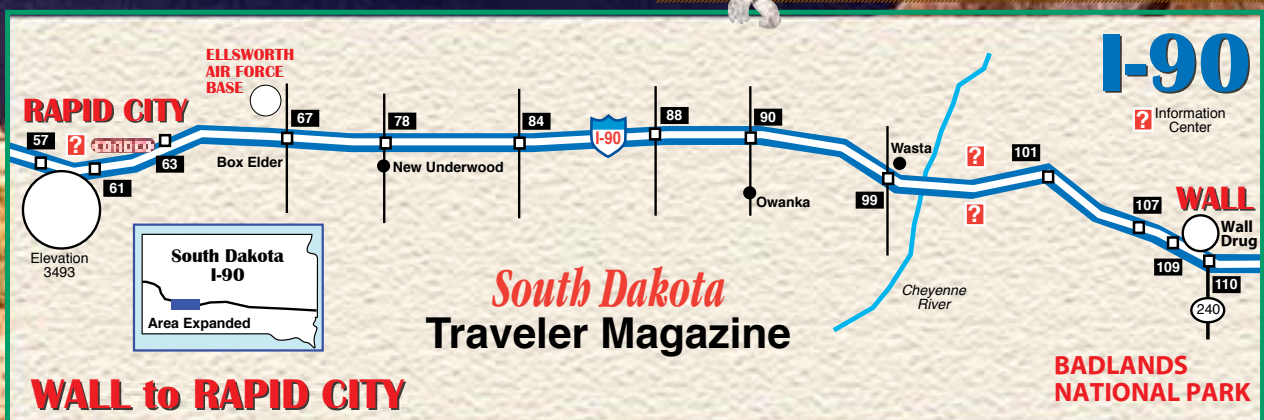 I-90
? Information
Center
ELLSWORTH
AIR FORCE
BASE
RAPID CITY
57
?
61
63
67
Box Elder
78
New Underwood
84
I-90
88
90
Owanka
Wasta
99
?
?
101
107
WALL
Wall
Drug
109
110
240
Elevation
3493
Cheyenne
River
South Dakota
I-90
Area Expanded
South Dakota
Traveler Magazine
BADLANDS
NATIONAL PARK
WALL to RAPID CITY